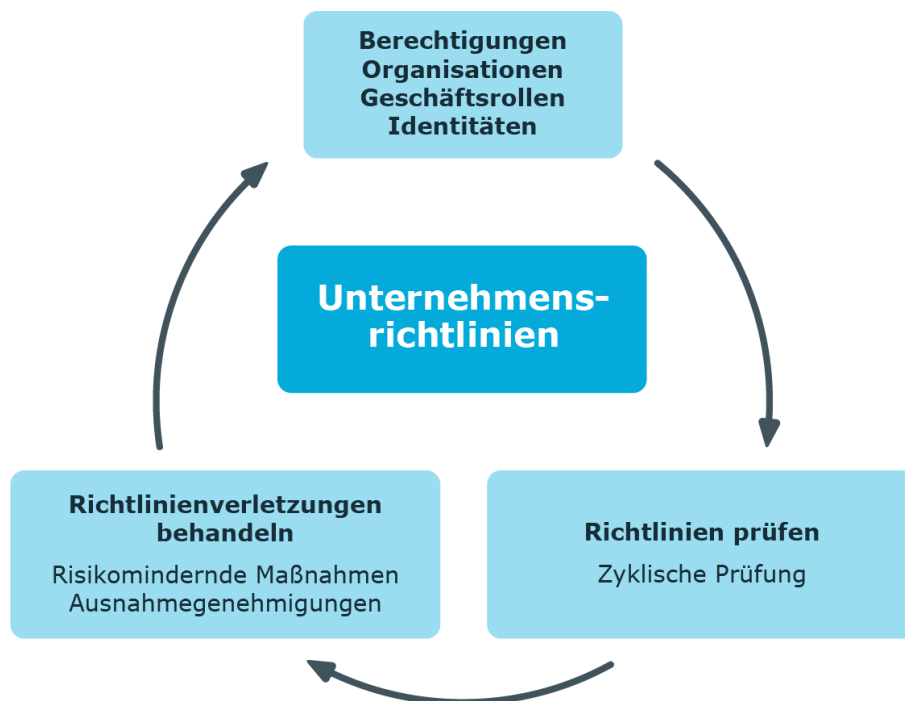 Berechtigungen
Organisationen
Geschäftsrollen
Identitäten
Unternehmens-
richtlinien
Richtlinienverletzungen
behandeln
Risikomindernde Maßnahmen
Ausnahmegenehmigungen
Richtlinien prüfen
Zyklische Prüfung